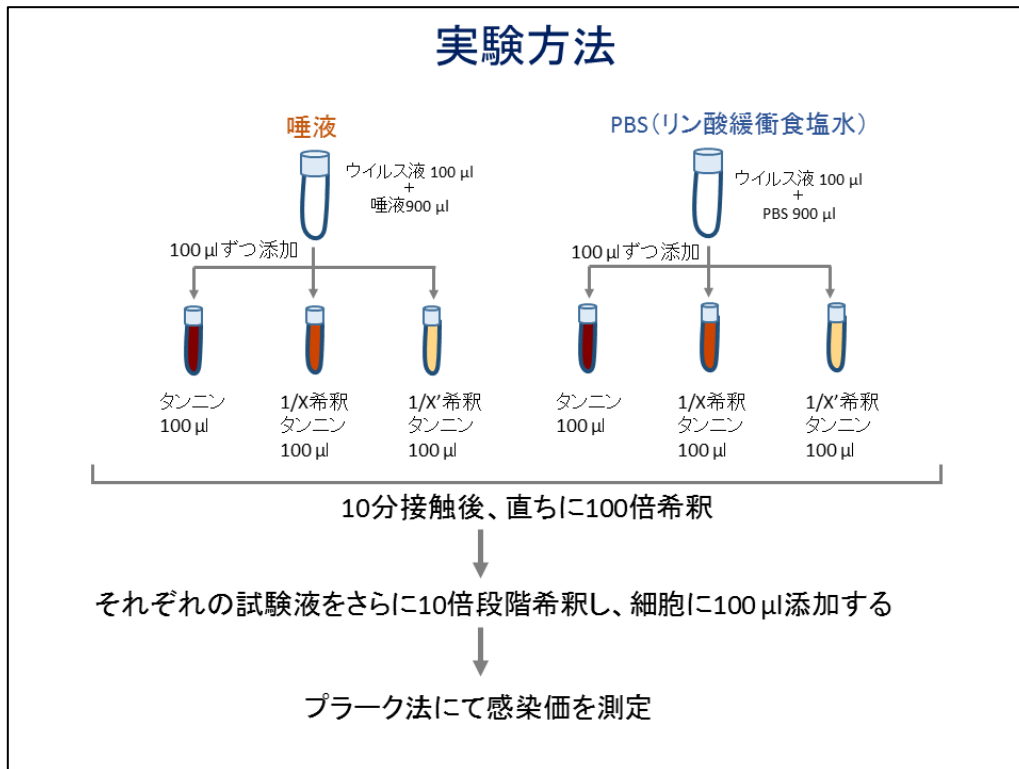 実験方法
唾液
ウイルス液 100 µl
+
唾液900 µl
100 µlずつ添加
タンニン
100 µl
1/X希釈
タンニン
100 µl
1/X’希釈
タンニン
100 µl
PBS（リン酸緩衝食塩水）
ウイルス液 100 µl
+
PBS 900 µl
100 µlずつ添加
タンニン
100 µl
1/X希釈
タンニン
100 µl
1/X’希釈
タンニン
100 µl
10分接触後、直ちに100倍希釈
それぞれの試験液をさらに10倍段階希釈し、細胞に100 µl添加する
プラーク法にて感染価を測定